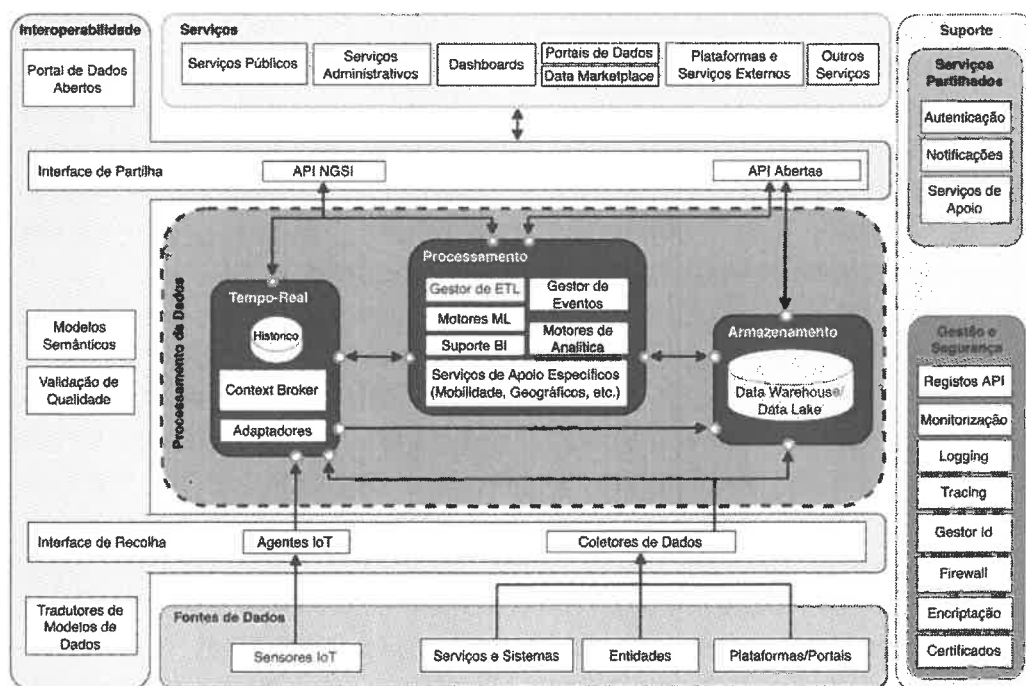 Interoperabilidade
Portal de Dados
Abertos
Serviços
Serviços Públicos
Serviços
Administrativos
Dashboards
Portais de Dados
Data Marketplace
Plataformas e
Serviços Externos
Outros
Serviços
Suporte
Serviços
Partilhados
Autenticação
Notificações
Serviços de
Apoio
Interface de Partilha
API NGSI
API Abertas
Processamento de Dados
Tempo-Real
Histórico
Context Broker
Adaptadores
Processamento
Gestor de ETL
Motores ML
Suporte BI
Gestor de
Eventos
Motores de
Analítica
Serviços de Apoio Específicos
(Mobilidade, Geográficos, etc.)
Armazenamento
Data Warehouse/
Data Lake
Modelos
Semânticos
Validação de
Qualidade
Gestão e
Segurança
Registos API
Monitorização
Logging
Tracing
Gestor Id
Firewall
Encriptação
Certificados
Interface de Recolha
Agentes IoT
Coletores de Dados
Tradutores de
Modelos de
Dados
Fontes de Dados
Sensores IoT
Serviços e Sistemas
Entidades
Plataformas/Portais